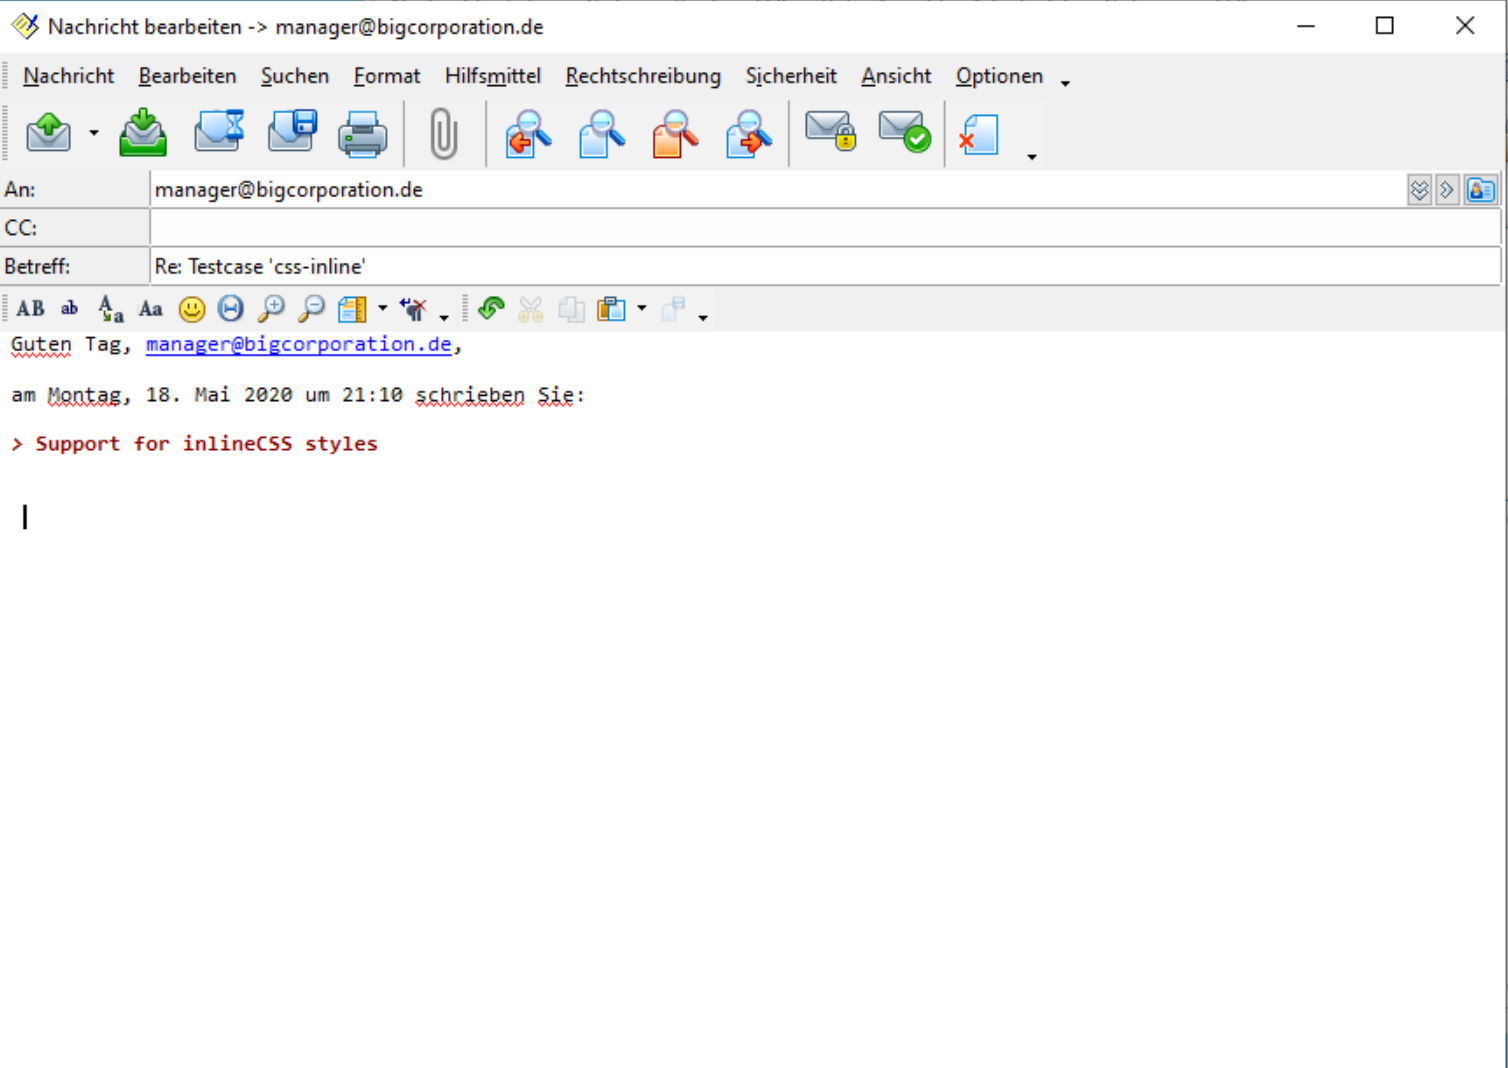 Nachricht bearbeiten -> manager@bigcorporation.de
Nachricht Bearbeiten Suchen Format Hilfsmittel Rechtschreibung Sicherheit Ansicht Optionen
An: manager@bigcorporation.de
CC:
Betreff: Re: Testcase 'css-inline'
AB ab Aa Aa
Guten Tag, manager@bigcorporation.de,
am Montag, 18. Mai 2020 um 21:10 schrieben Sie:
> Support for inlineCSS styles